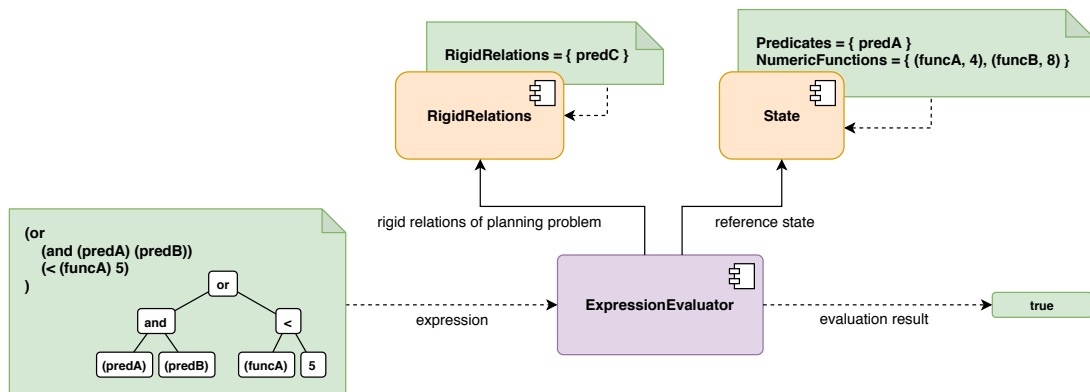 RigidRelations = { predC }
Predicates = { predA }
NumericFunctions = { (funcA, 4), (funcB, 8) }
RigidRelations
State
rigid relations of planning problem
reference state
(or
(and (predA) (predB))
(< (funcA) 5)
)
or
and
<
(predA)
(predB)
(funcA)
5
expression
ExpressionEvaluator
evaluation result
true